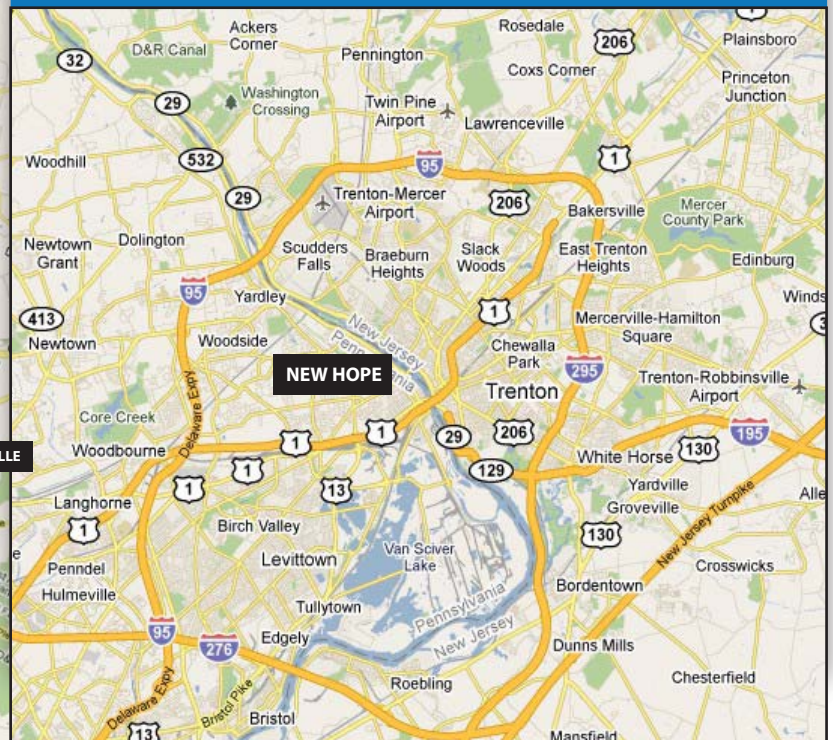 Ackers
Corner
Rosedale
206
Plainsboro
32
D&R Canal
Pennington
Coxs Corner
Princeton
Junction
29
Washington
Crossing
Twin Pine
Airport
Lawrenceville
Woodhill
532
95
1
29
Trenton-Mercer
Airport
206
Bakersville
Mercer
County Park
Newtown
Grant
Dolington
Scudders
Falls
Braeburn
Heights
Slack
Woods
East Trenton
Heights
Edinburg
95
Yardley
1
Winds
413
Newtown
Woodside
New Jersey
Pennsylvania
Mercerville-Hamilton
Square
Chewalla
Park
NEW HOPE
295
Trenton
Trenton-Robbinsville
Airport
Delaware Expy
Core Creek
LLE
Woodbourne
1
1
29
206
195
1
129
White Horse
130
1
13
Yardville
Langhorne
Groveville
Alle
New Jersey Turnpike
1
Birch Valley
130
Penndel
Levittown
Van Sciver
Lake
Crosswicks
Hulmeville
Tullytown
Bordentown
Pennsylvania
New Jersey
95
276
Edgely
Dunns Mills
Roebling
Chesterfield
Delaware Expy
Bristol Pike
Bristol
13
Mansfield